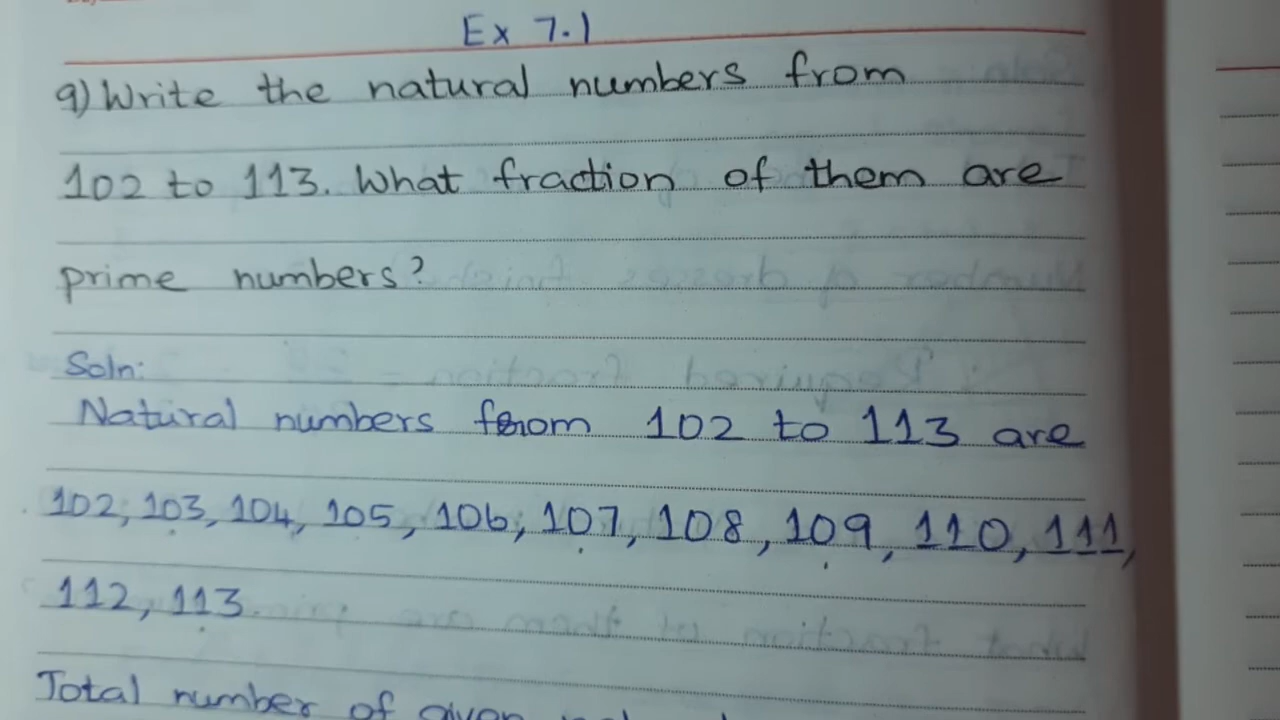 Ex 7.1
9) Write the natural numbers from
102 to 113. What fraction of them are
prime numbers?
Soln:
Natural numbers from 102 to 113 are
102, 103, 104, 105, 106, 107, 108, 109, 110, 111,
112, 113.
Total number of given